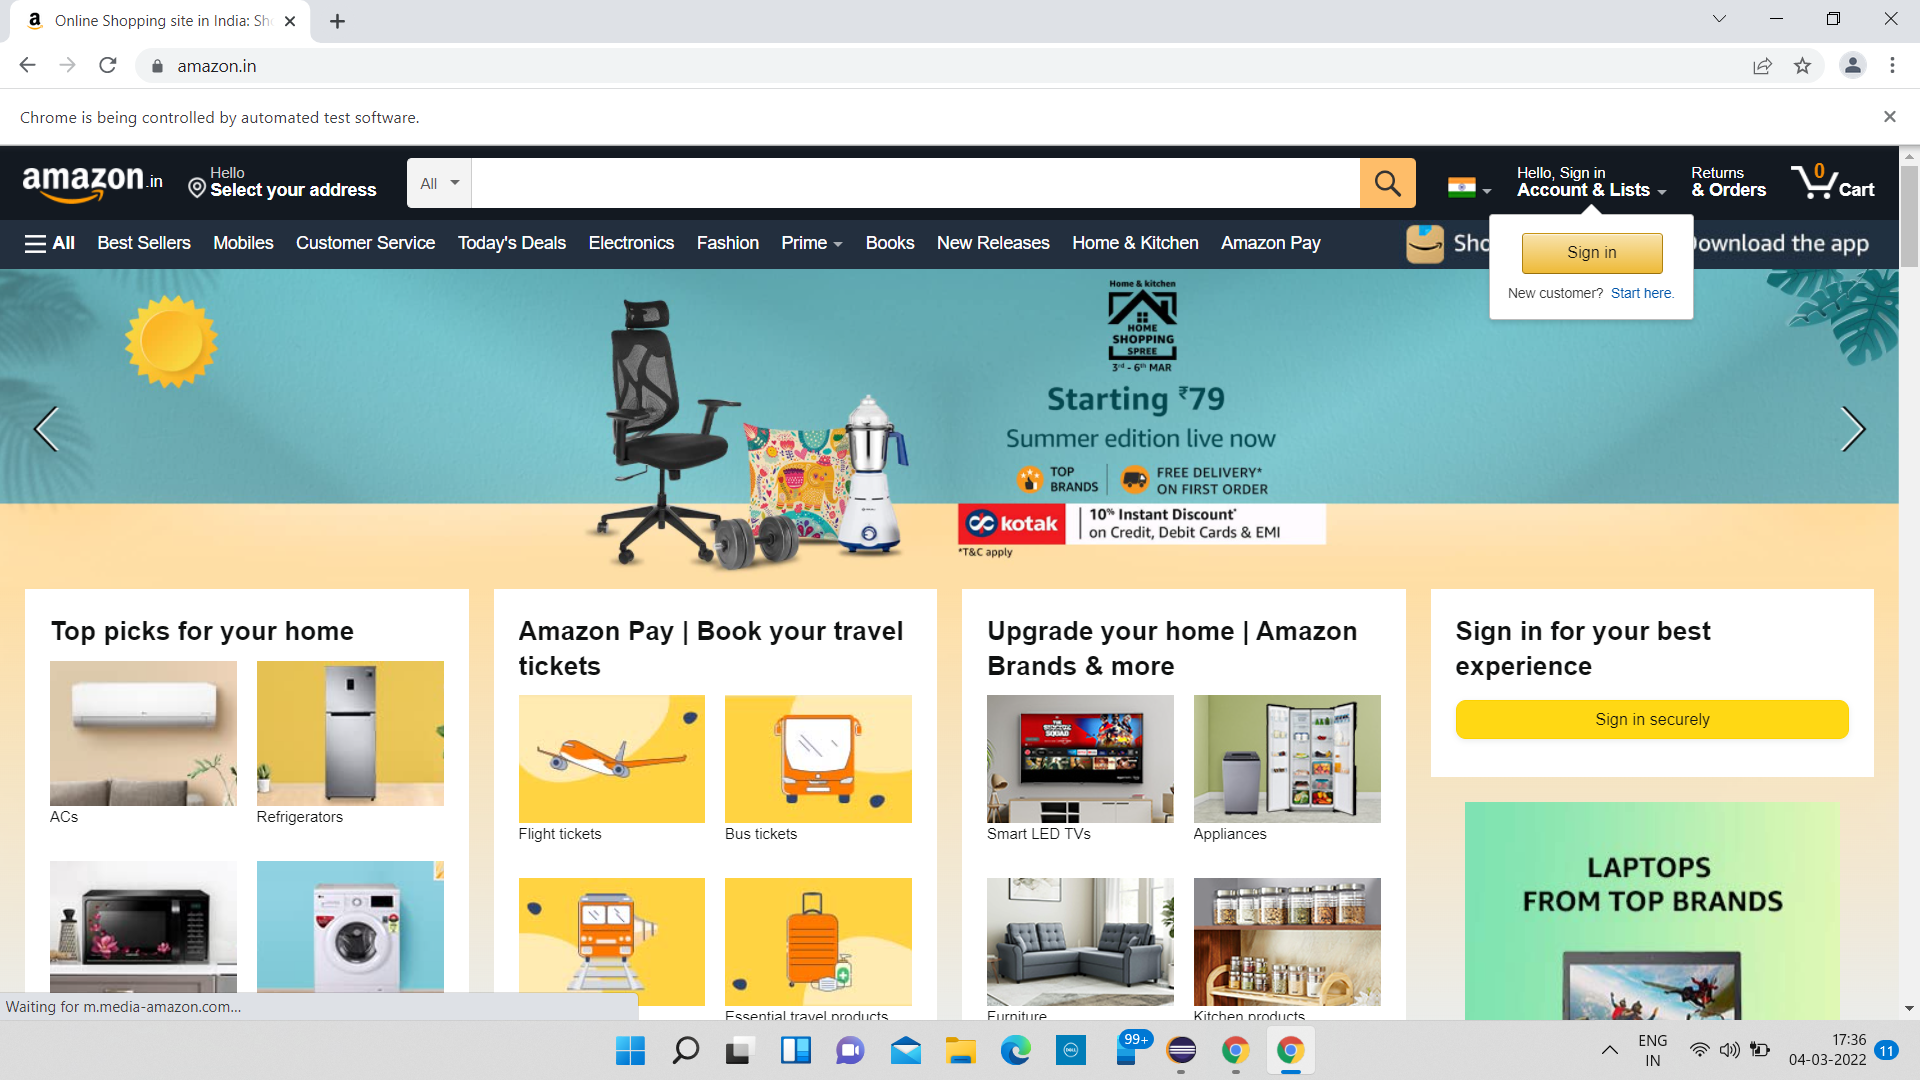 Online Shopping site in India: Sh
amazon.in
Chrome is being controlled by automated test software.
amazon.in
Hello
Select your address
All
Hello, Sign in
Account & Lists
Returns
& Orders
0
Cart
All
Best Sellers
Mobiles
Customer Service
Today's Deals
Electronics
Fashion
Prime
Books
New Releases
Home & Kitchen
Amazon Pay
Sho
ownload the app
Sign in
New customer? Start here.
Home & kitchen
HOME
SHOPPING
SPREE
3rd - 6th MAR
Starting ₹79
Summer edition live now
TOP
BRANDS
FREE DELIVERY*
ON FIRST ORDER
kotak
10% Instant Discount*
on Credit, Debit Cards & EMI
*T&C apply
Top picks for your home
ACs
Refrigerators
Amazon Pay | Book your travel
tickets
Flight tickets
Bus tickets
Essential travel products
Upgrade your home | Amazon
Brands & more
Smart LED TVs
Appliances
Furniture
Kitchen products
Sign in for your best
experience
Sign in securely
LAPTOPS
FROM TOP BRANDS
Waiting for m.media-amazon.com...
99+
DELL
ENG
IN
17:36
04-03-2022
11